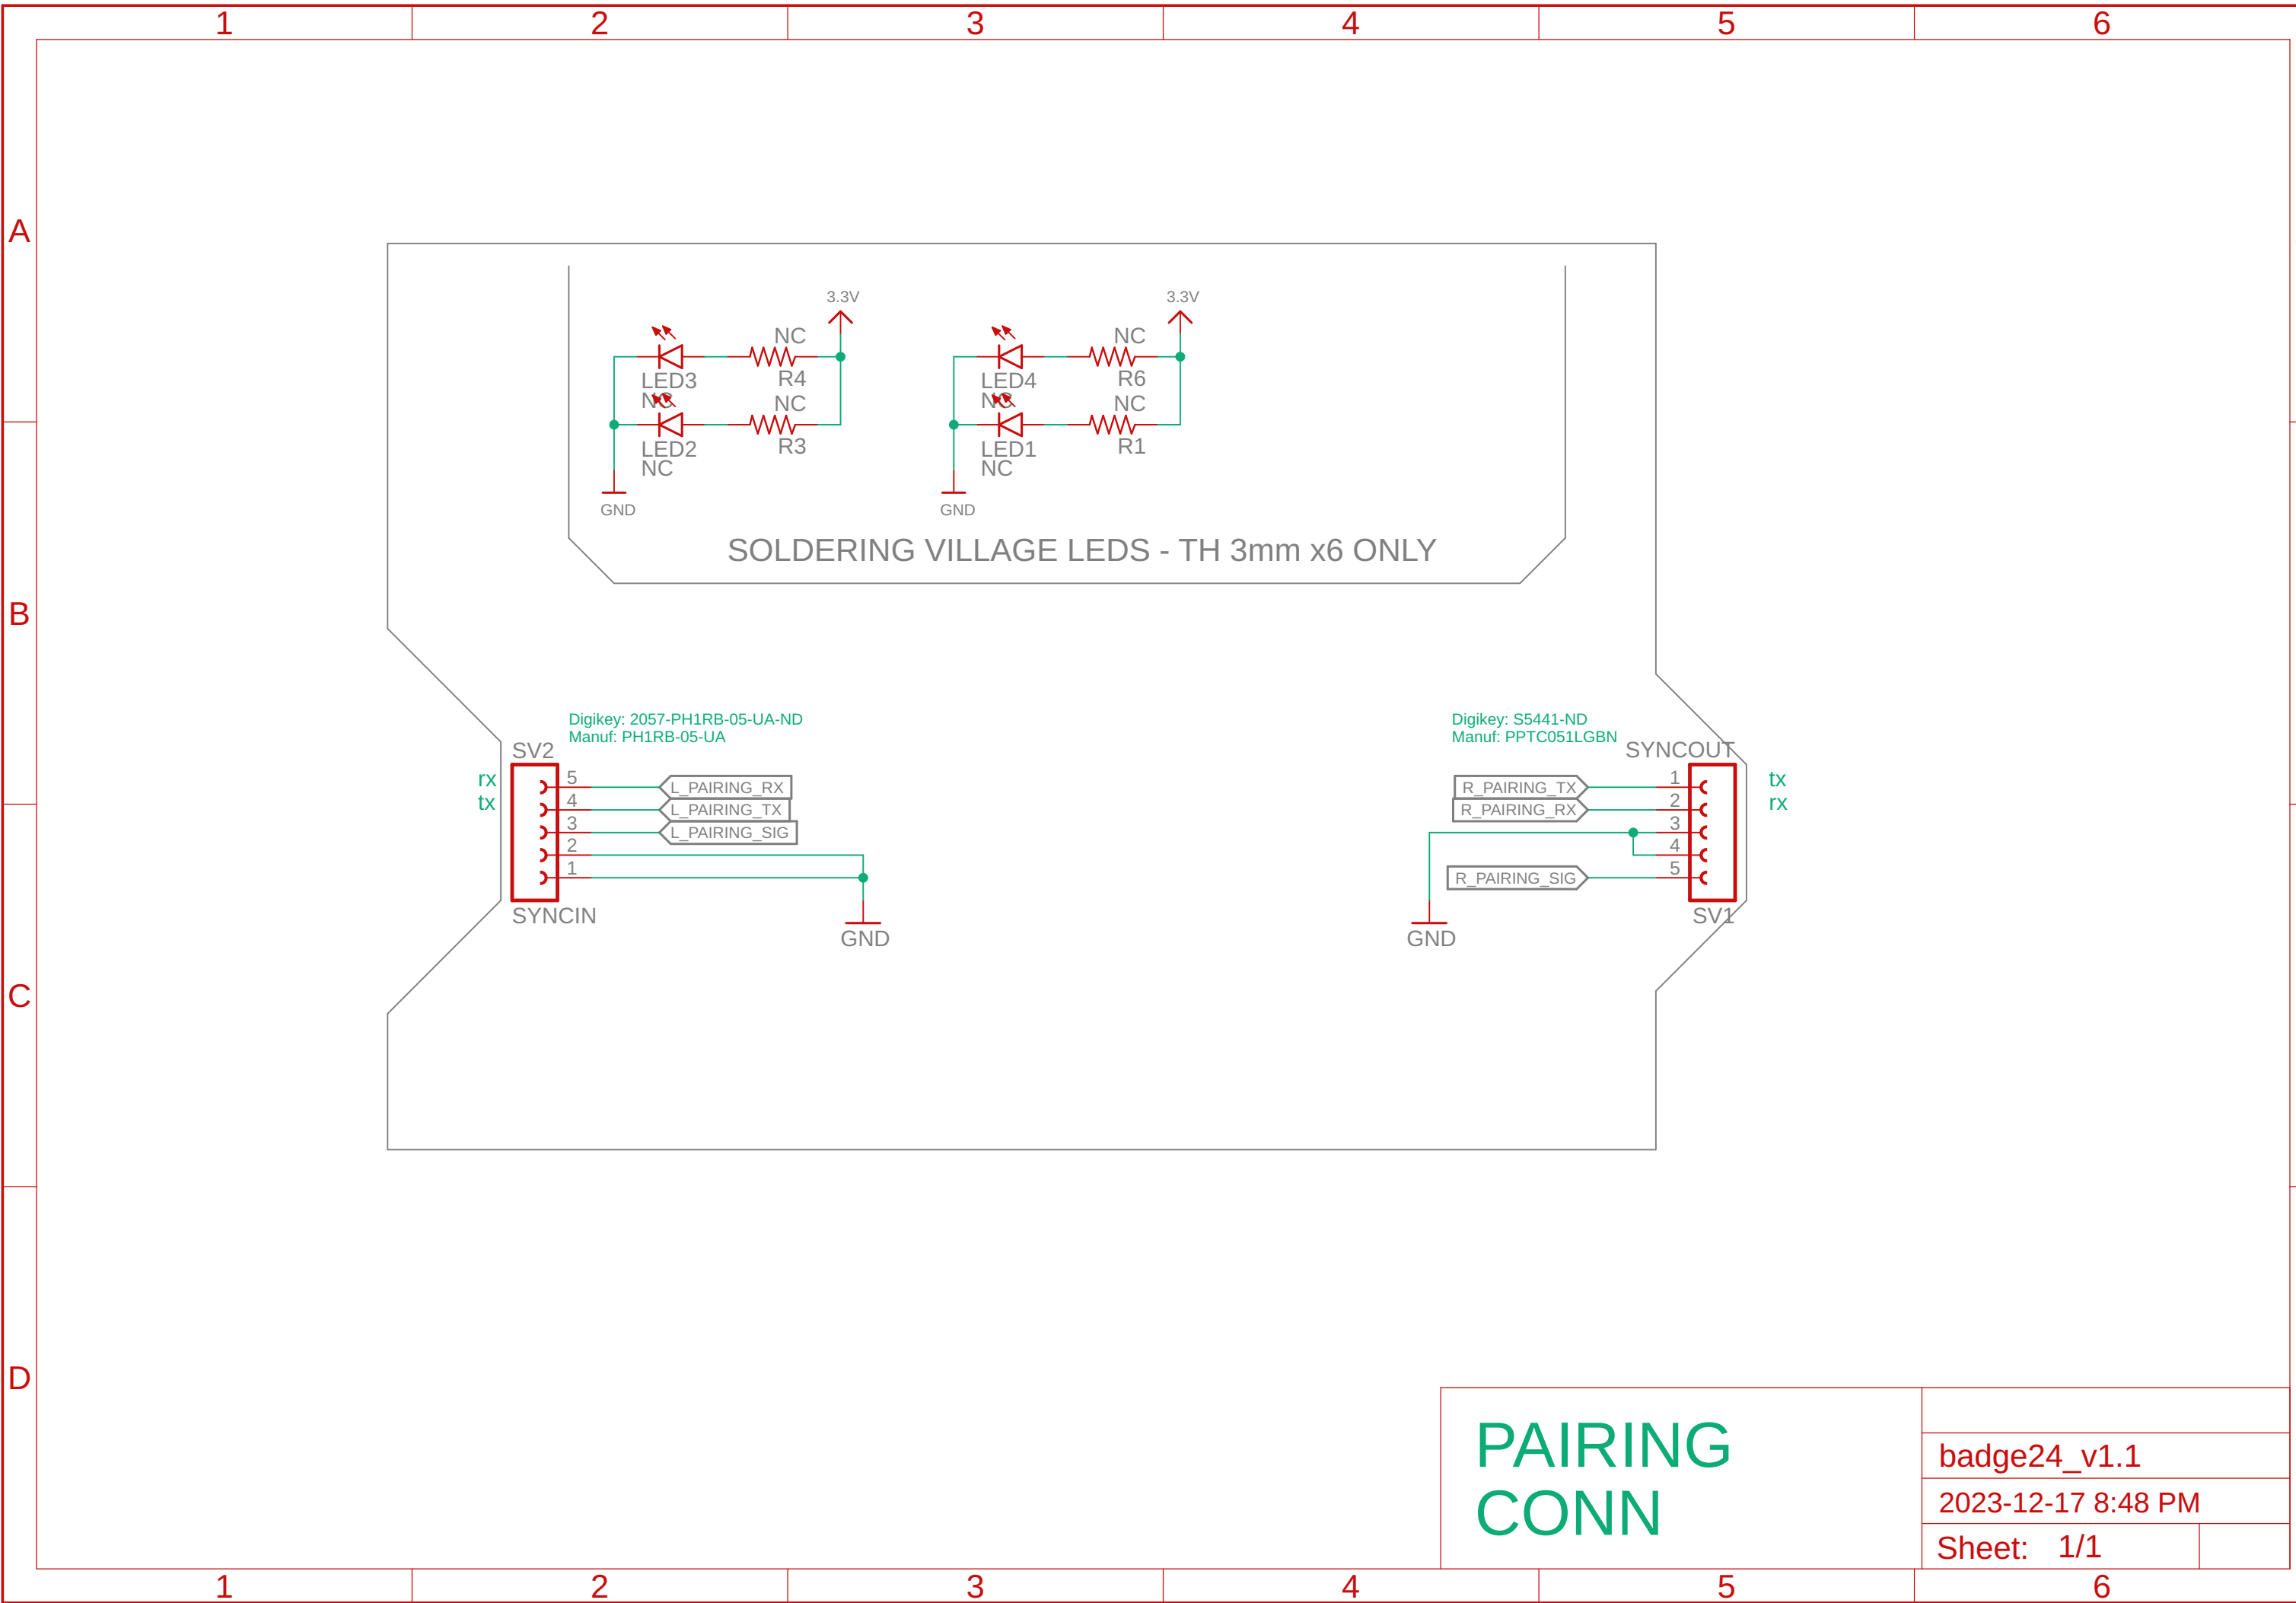 1 2 3 4 5 6
A
3.3V 3.3V
NC NC
LED3 R4 LED4 R6
NC NC NC NC
LED2 R3 LED1 R1
NC NC
GND GND
SOLDERING VILLAGE LEDS - TH 3mm x6 ONLY
B
Digikey: 2057-PH1RB-05-UA-ND
Manuf: PH1RB-05-UA
SV2
rx 5 L_PAIRING_RX
tx 4 L_PAIRING_TX
3 L_PAIRING_SIG
2
1
SYNCIN
GND
Digikey: S5441-ND
Manuf: PPTC051LGBN
SYNCOUT
R_PAIRING_TX 1 tx
R_PAIRING_RX 2 rx
3
4
R_PAIRING_SIG 5
SV1
GND
C
D
PAIRING
CONN
badge24_v1.1
2023-12-17 8:48 PM
Sheet: 1/1
1 2 3 4 5 6